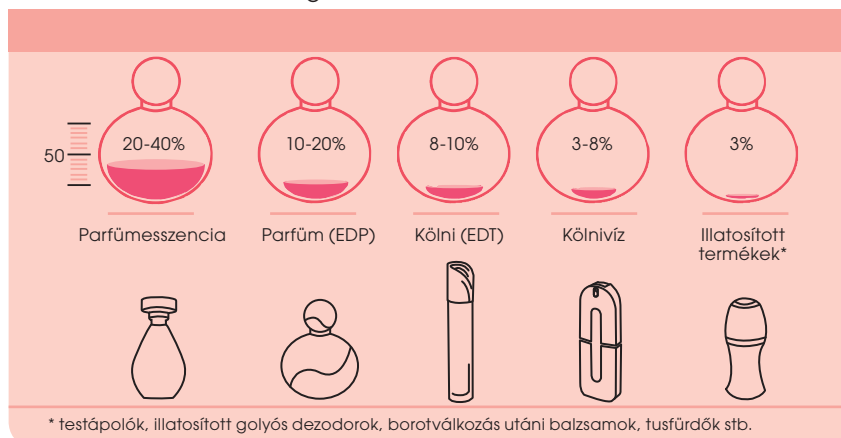 20-40%
10-20%
8-10%
3-8%
3%
50
Parfümesszencia
Parfüm (EDP)
Kölni (EDT)
Kölnivíz
Illatosított
termékek*
* testápolók, illatosított golyós dezodorok, borotválkozás utáni balzsamok, tusfürdők stb.